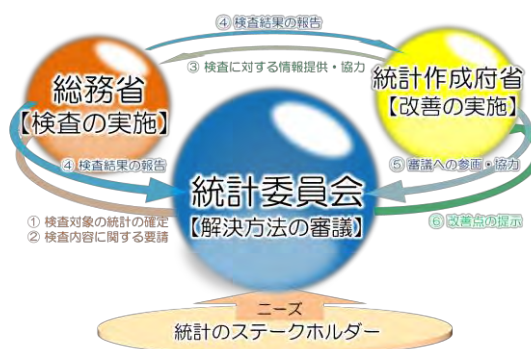 ④ 検査結果の報告
③ 検査に対する情報提供・協力
総務省
【検査の実施】
統計作成府省
【改善の実施】
④ 検査結果の報告
⑤ 審議への参画・協力
統計委員会
【解決方法の審議】
① 検査対象の統計の確定
② 検査内容に関する要請
⑥ 改善点の提示
ニーズ
統計のステークホルダー